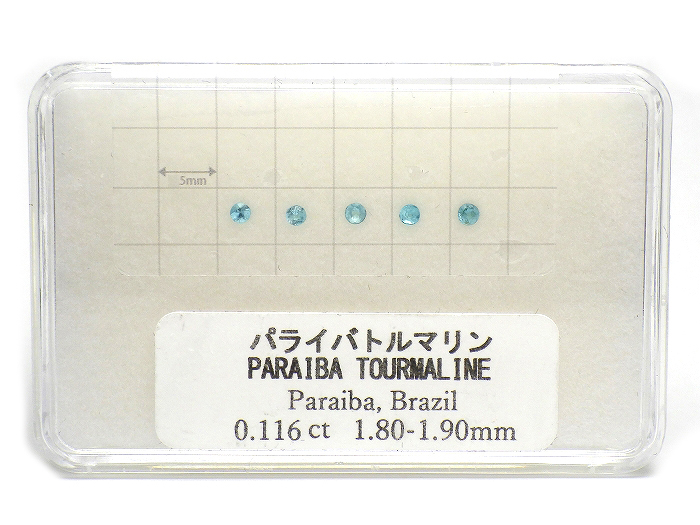 5mm
パライバトルマリン
PARAIBA TOURMALINE
Paraiba, Brazil
0.116 ct 1.80-1.90mm